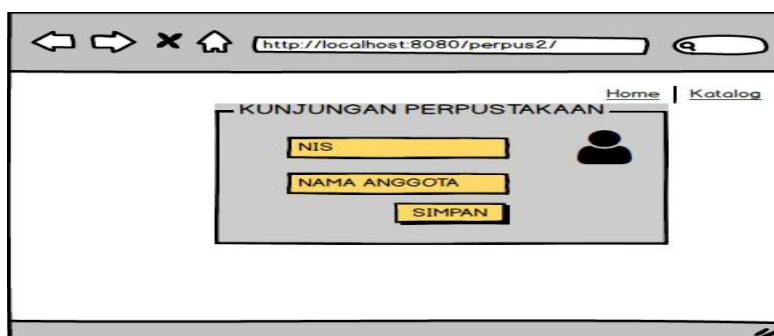 http://localhost:8080/perpus2/
Home | Katalog
KUNJUNGAN PERPUSTAKAAN
NIS
NAMA ANGGOTA
SIMPAN